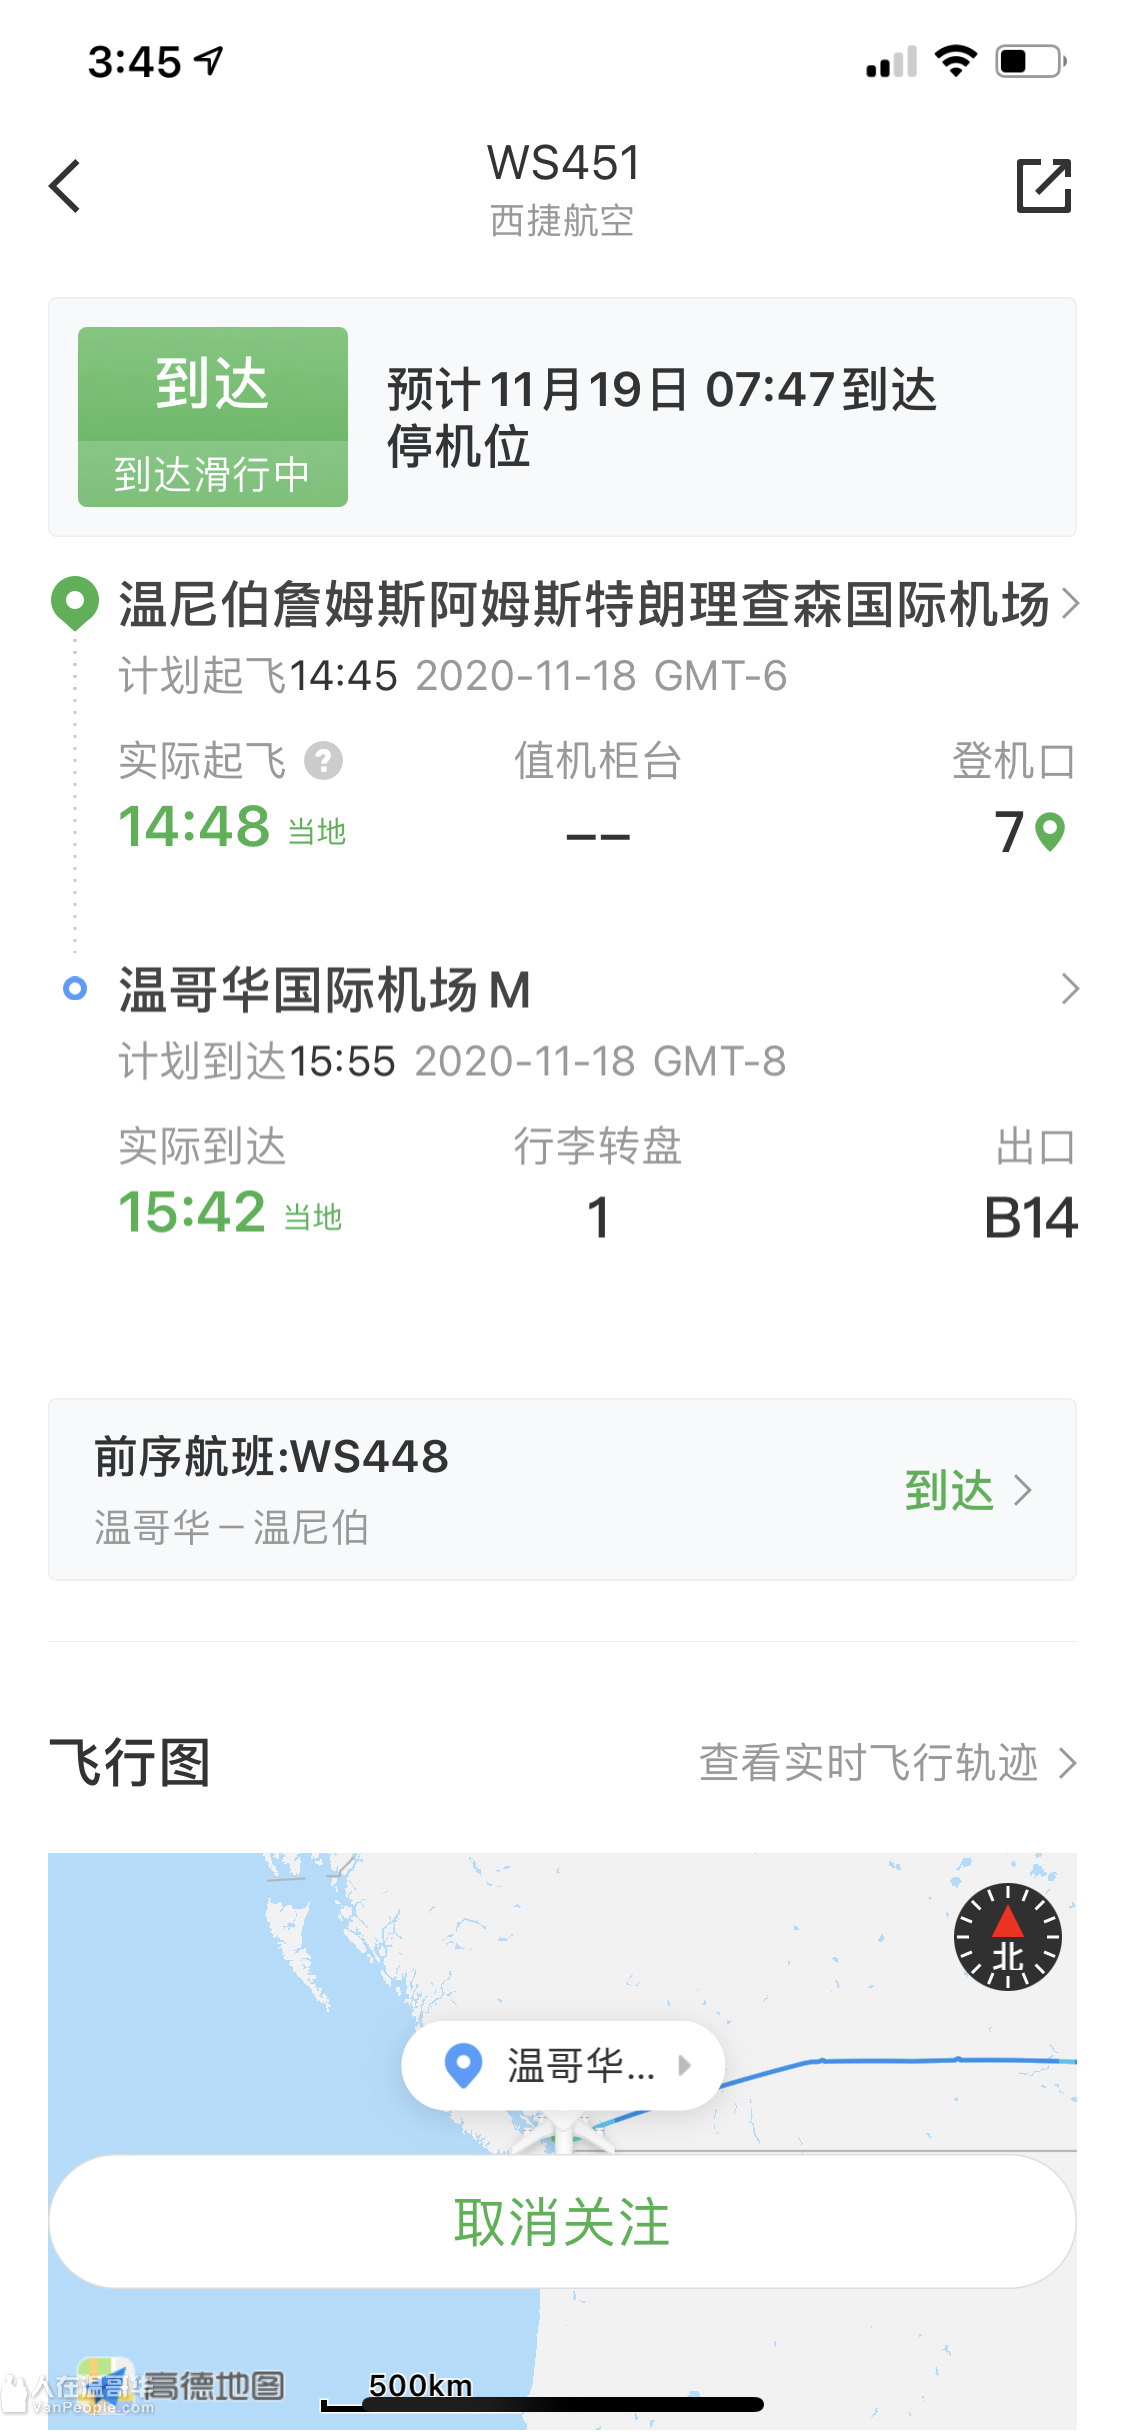 3:45
WS451
西捷航空
到达
到达滑行中
预计11月19日 07:47到达
停机位
温尼伯詹姆斯阿姆斯特朗理查森国际机场
计划起飞14:45 2020-11-18 GMT-6
实际起飞 ? 值机柜台 登机口
14:48 当地 -- 7
温哥华国际机场 M
计划到达15:55 2020-11-18 GMT-8
实际到达 行李转盘 出口
15:42 当地 1 B14
前序航班:WS448
温哥华－温尼伯
到达
飞行图 查看实时飞行轨迹
北
温哥华...
取消关注
高德地图
500km
人在温哥华
VanPeople.com